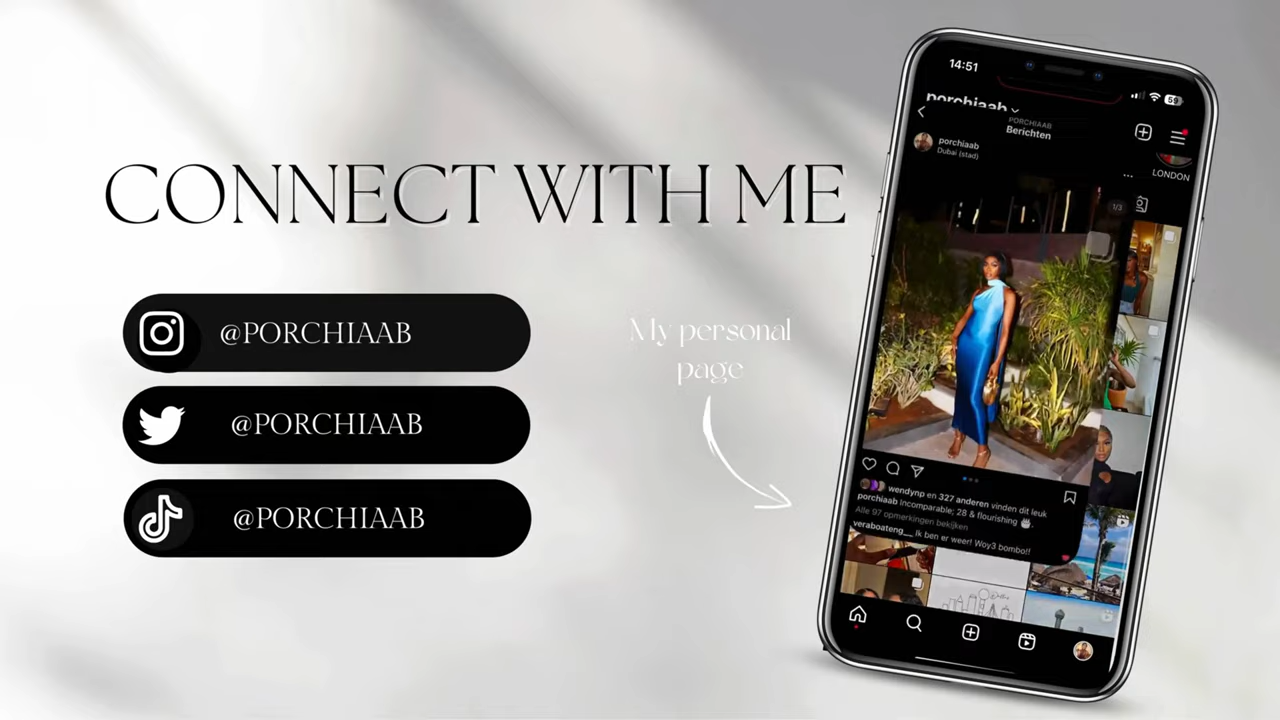 CONNECT WITH ME
@PORCHIAAB
@PORCHIAAB
@PORCHIAAB
My personal
page
14:51
59
porchiaab
PORCHIAAB
Berichten
porchiaab
Dubai (stad)
LONDON
1/3
wendynp en 327 anderen vinden dit leuk
porchiaab Incomparable; 28 & flourishing
Alle 97 opmerkingen bekijken
veraboateng__ Ik ben er weer! Woy3 bombo!!